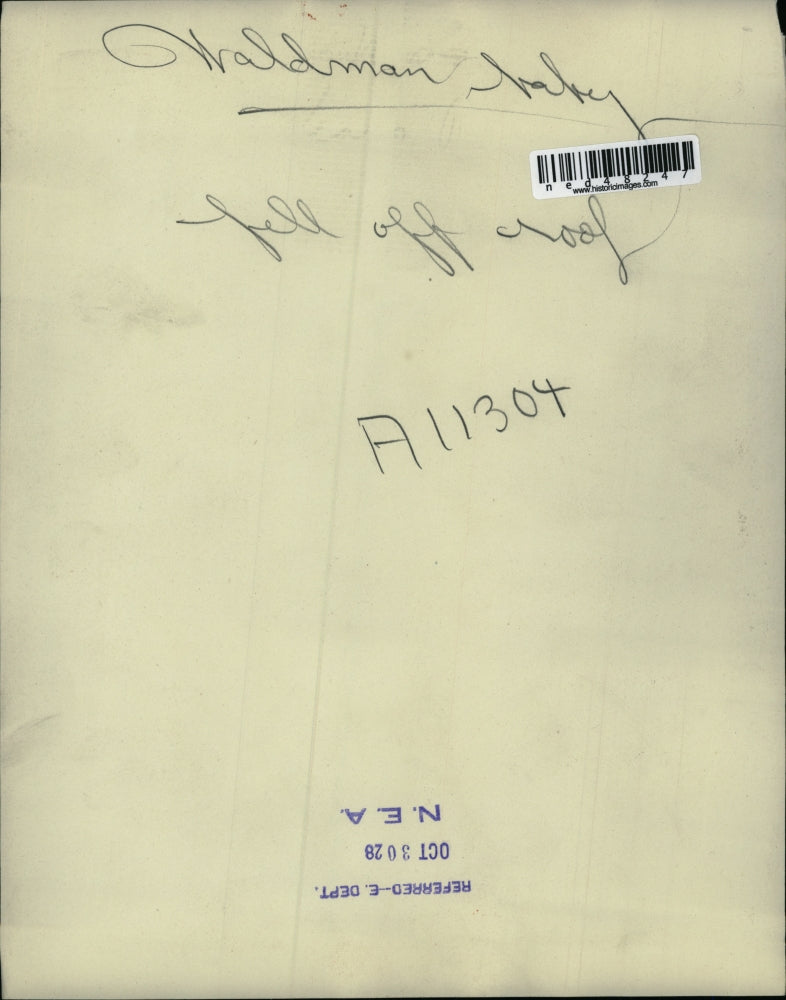 Waldman baby
ned48247
www.historicimages.com
fell off roof
A11304
REFERRED-E. DEPT.
OCT 30 28
N.E.A.